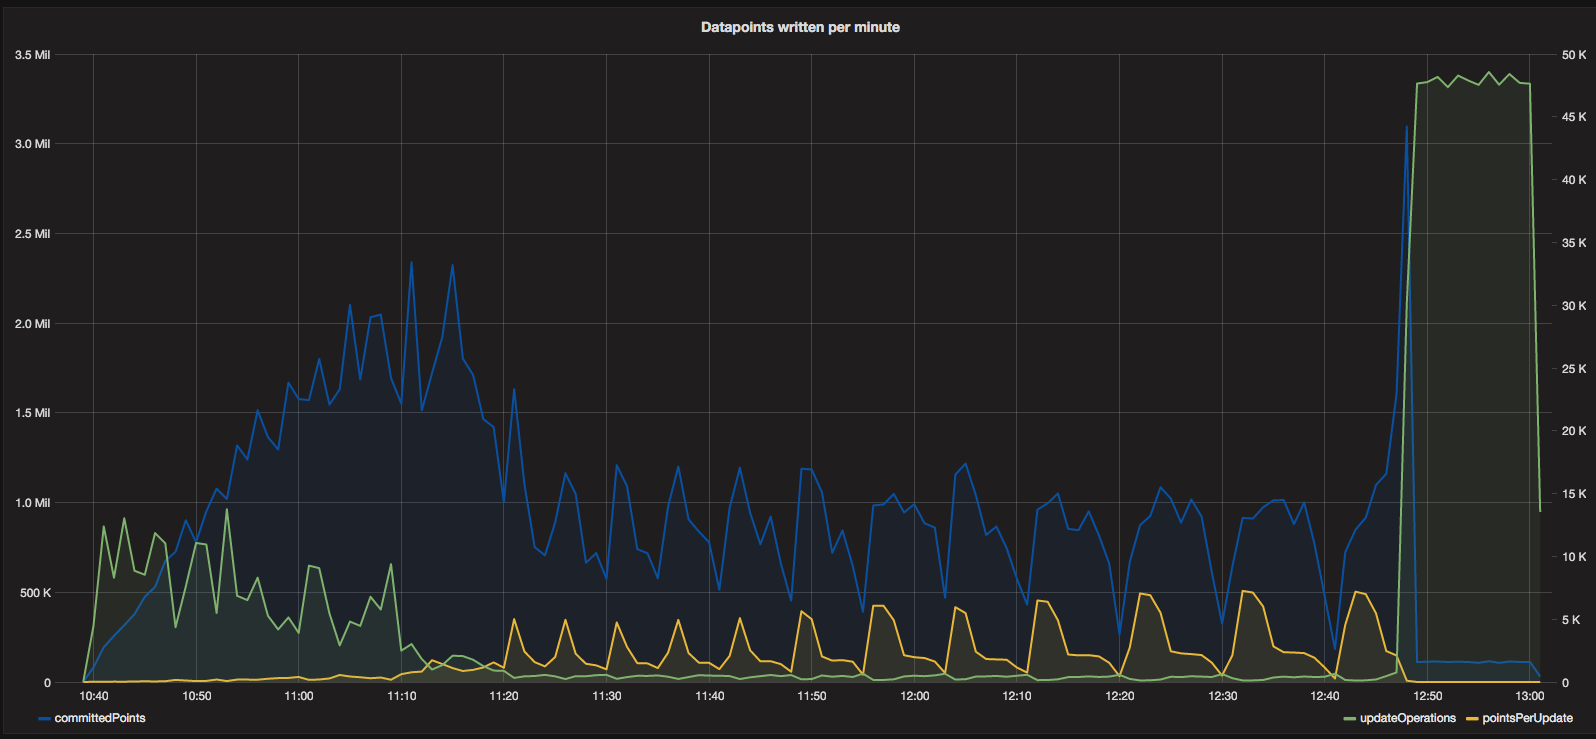 Datapoints written per minute
3.5 Mil
3.0 Mil
2.5 Mil
2.0 Mil
1.5 Mil
1.0 Mil
500 K
0
50 K
45 K
40 K
35 K
30 K
25 K
20 K
15 K
10 K
5 K
0
10:40 10:50 11:00 11:10 11:20 11:30 11:40 11:50 12:00 12:10 12:20 12:30 12:40 12:50 13:00
committedPoints updateOperations pointsPerUpdate